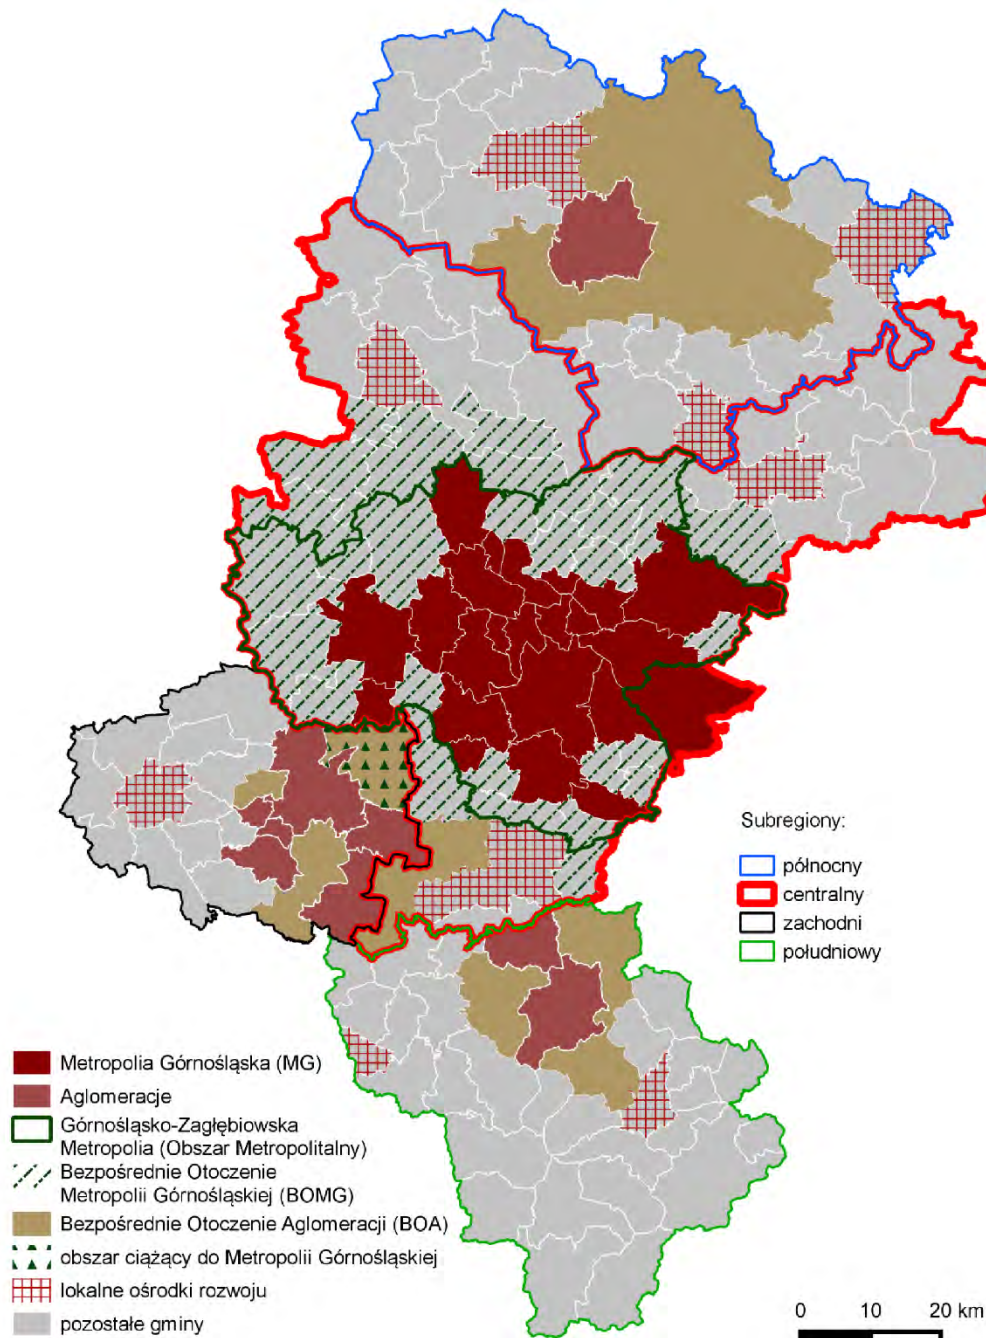 Subregiony:
północny
centralny
zachodni
południowy
Metropolia Górnośląska (MG)
Aglomeracje
Górnośląsko-Zagłębiowska
Metropolia (Obszar Metropolitalny)
Bezpośrednie Otoczenie
Metropolii Górnośląskiej (BOMG)
Bezpośrednie Otoczenie Aglomeracji (BOA)
obszar ciążący do Metropolii Górnośląskiej
lokalne ośrodki rozwoju
pozostałe gminy
0 10 20 km